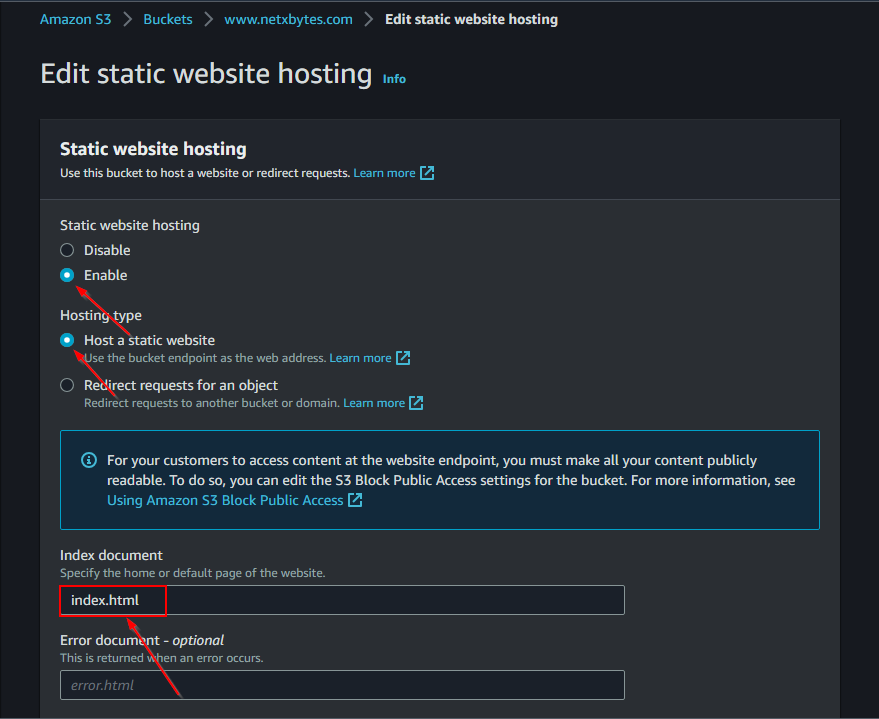 Amazon S3 > Buckets > www.netxbytes.com > Edit static website hosting
Edit static website hosting Info
Static website hosting
Use this bucket to host a website or redirect requests. Learn more
Static website hosting
Disable
Enable
Hosting type
Host a static website
Use the bucket endpoint as the web address. Learn more
Redirect requests for an object
Redirect requests to another bucket or domain. Learn more
For your customers to access content at the website endpoint, you must make all your content publicly
readable. To do so, you can edit the S3 Block Public Access settings for the bucket. For more information, see
Using Amazon S3 Block Public Access
Index document
Specify the home or default page of the website.
index.html
Error document - optional
This is returned when an error occurs.
error.html